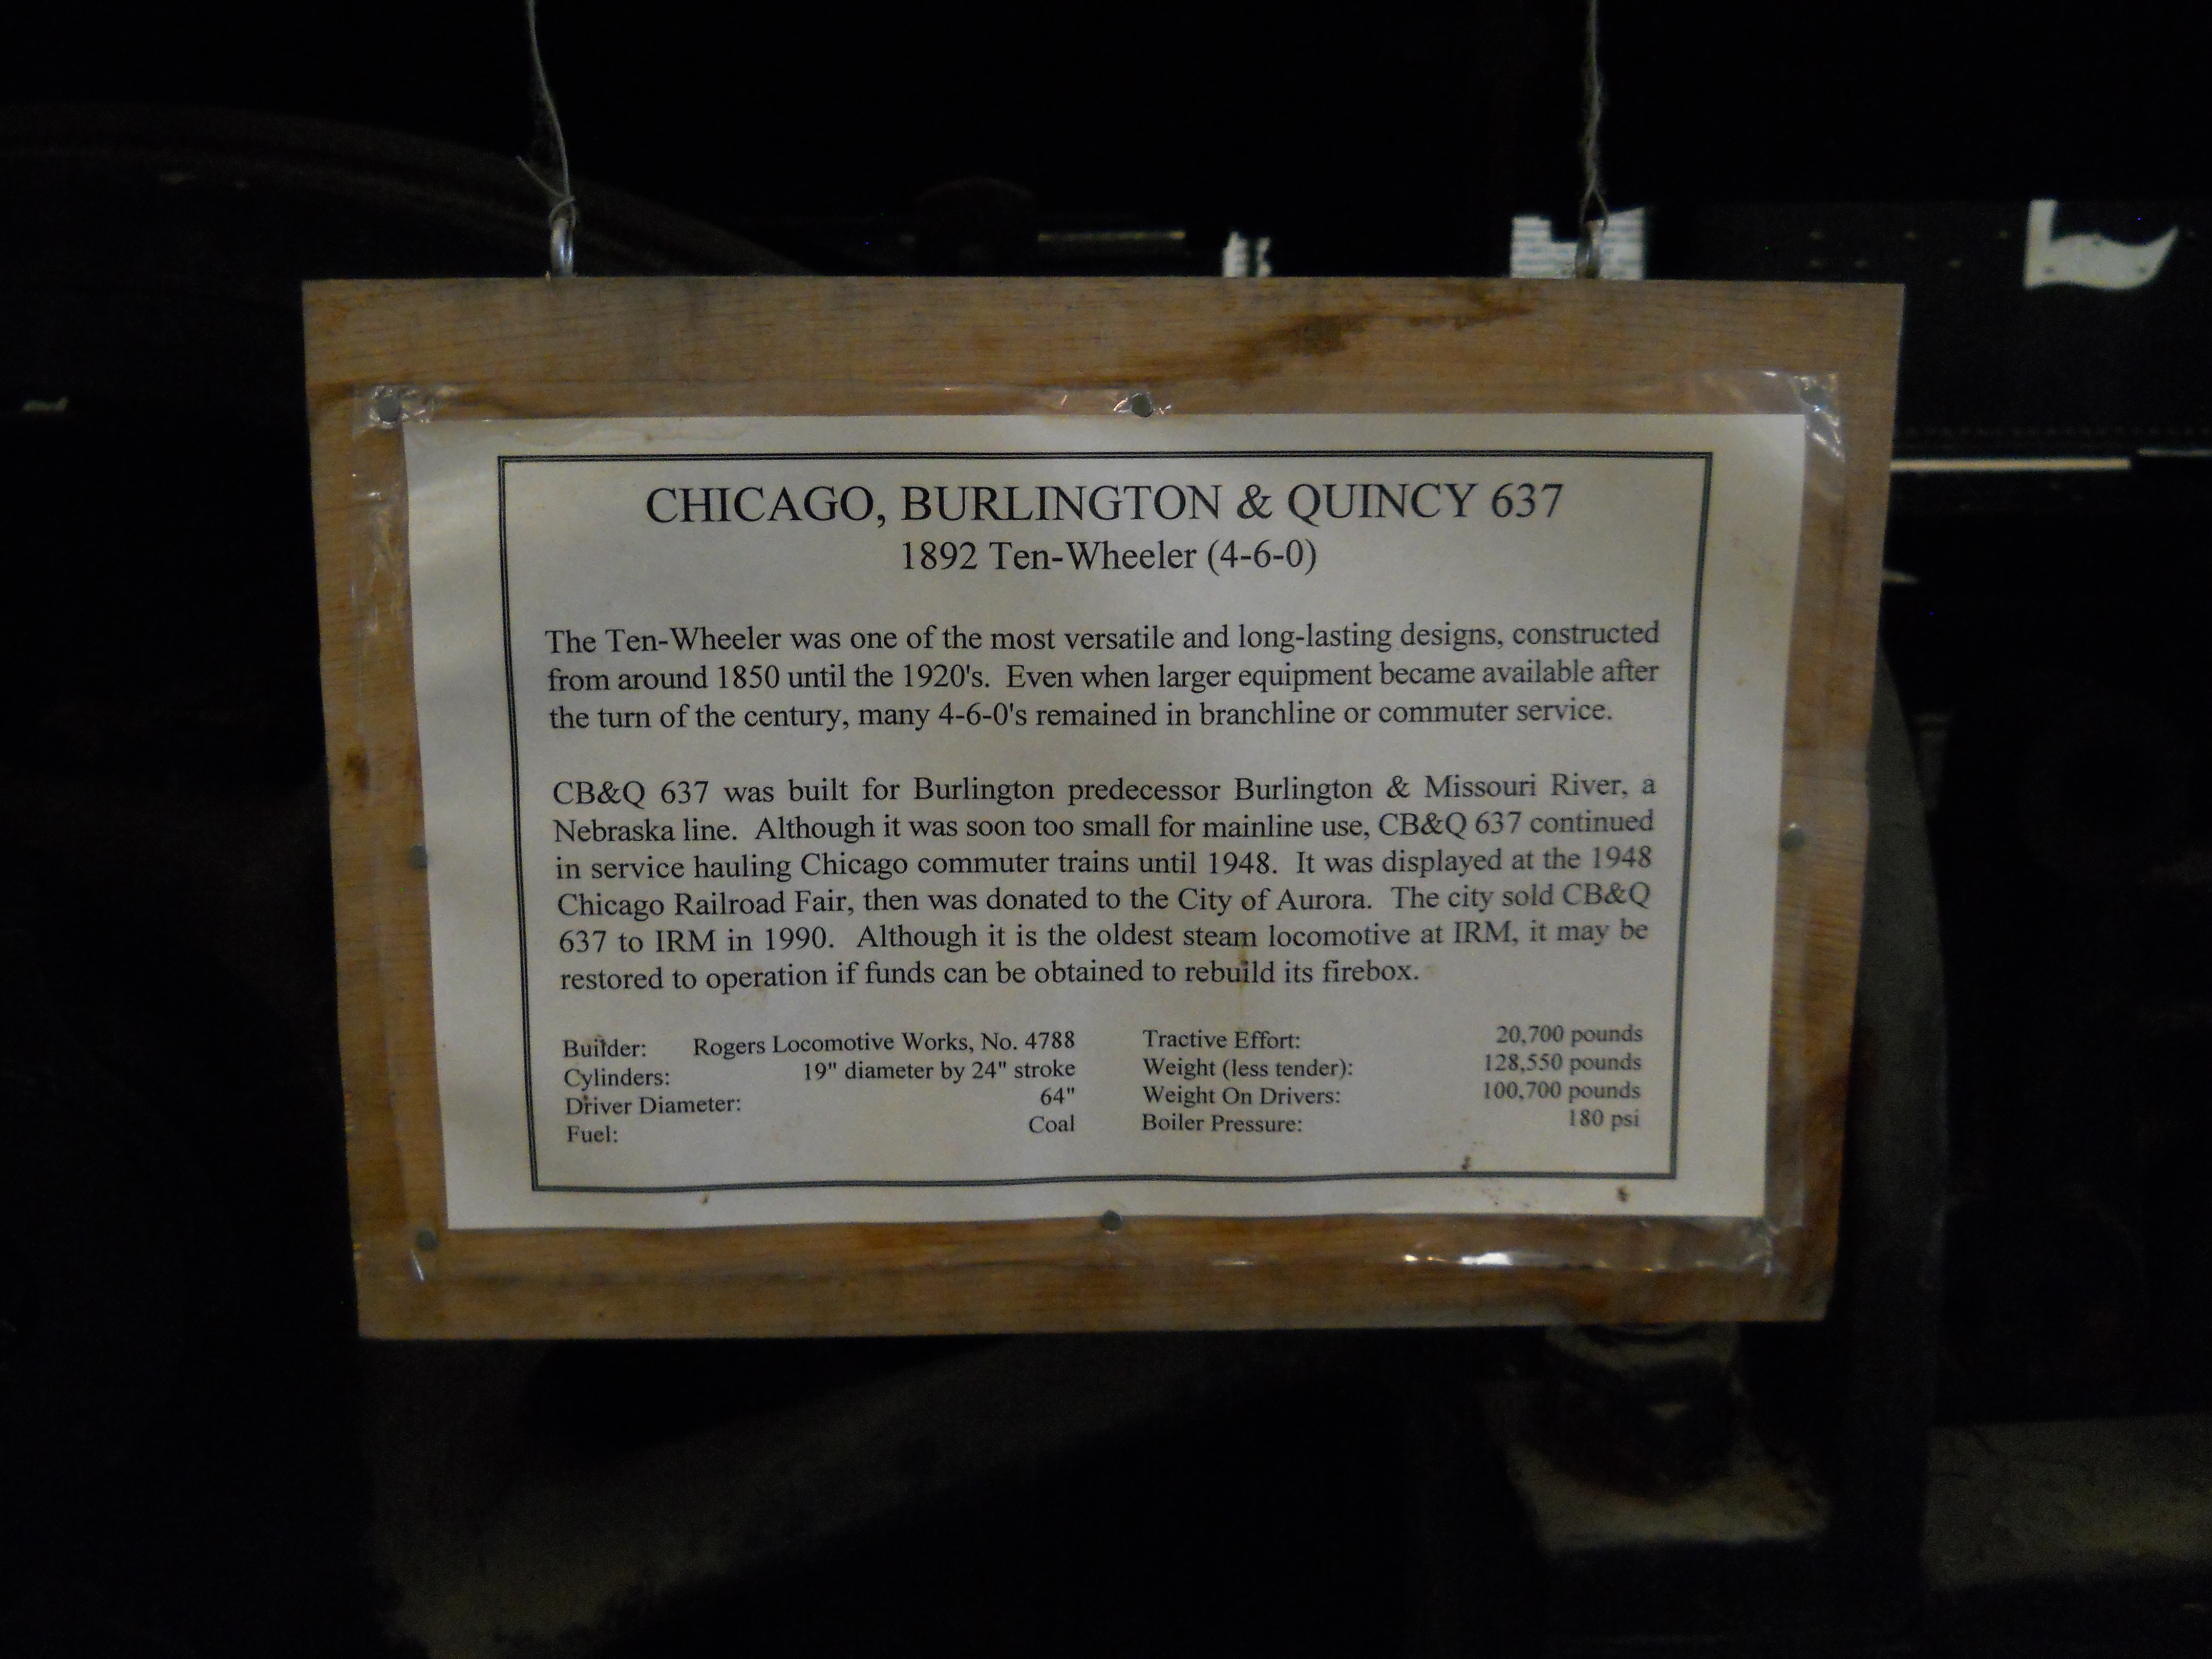 CHICAGO, BURLINGTON & QUINCY 637
1892 Ten-Wheeler (4-6-0)
The Ten-Wheeler was one of the most versatile and long-lasting designs, constructed
from around 1850 until the 1920's. Even when larger equipment became available after
the turn of the century, many 4-6-0's remained in branchline or commuter service.
CB&Q 637 was built for Burlington predecessor Burlington & Missouri River, a
Nebraska line. Although it was soon too small for mainline use, CB&Q 637 continued
in service hauling Chicago commuter trains until 1948. It was displayed at the 1948
Chicago Railroad Fair, then was donated to the City of Aurora. The city sold CB&Q
637 to IRM in 1990. Although it is the oldest steam locomotive at IRM, it may be
restored to operation if funds can be obtained to rebuild its firebox.
Builder: Rogers Locomotive Works, No. 4788
Cylinders: 19" diameter by 24" stroke
Driver Diameter: 64"
Fuel: Coal
Tractive Effort: 20,700 pounds
Weight (less tender): 128,550 pounds
Weight On Drivers: 100,700 pounds
Boiler Pressure: 180 psi